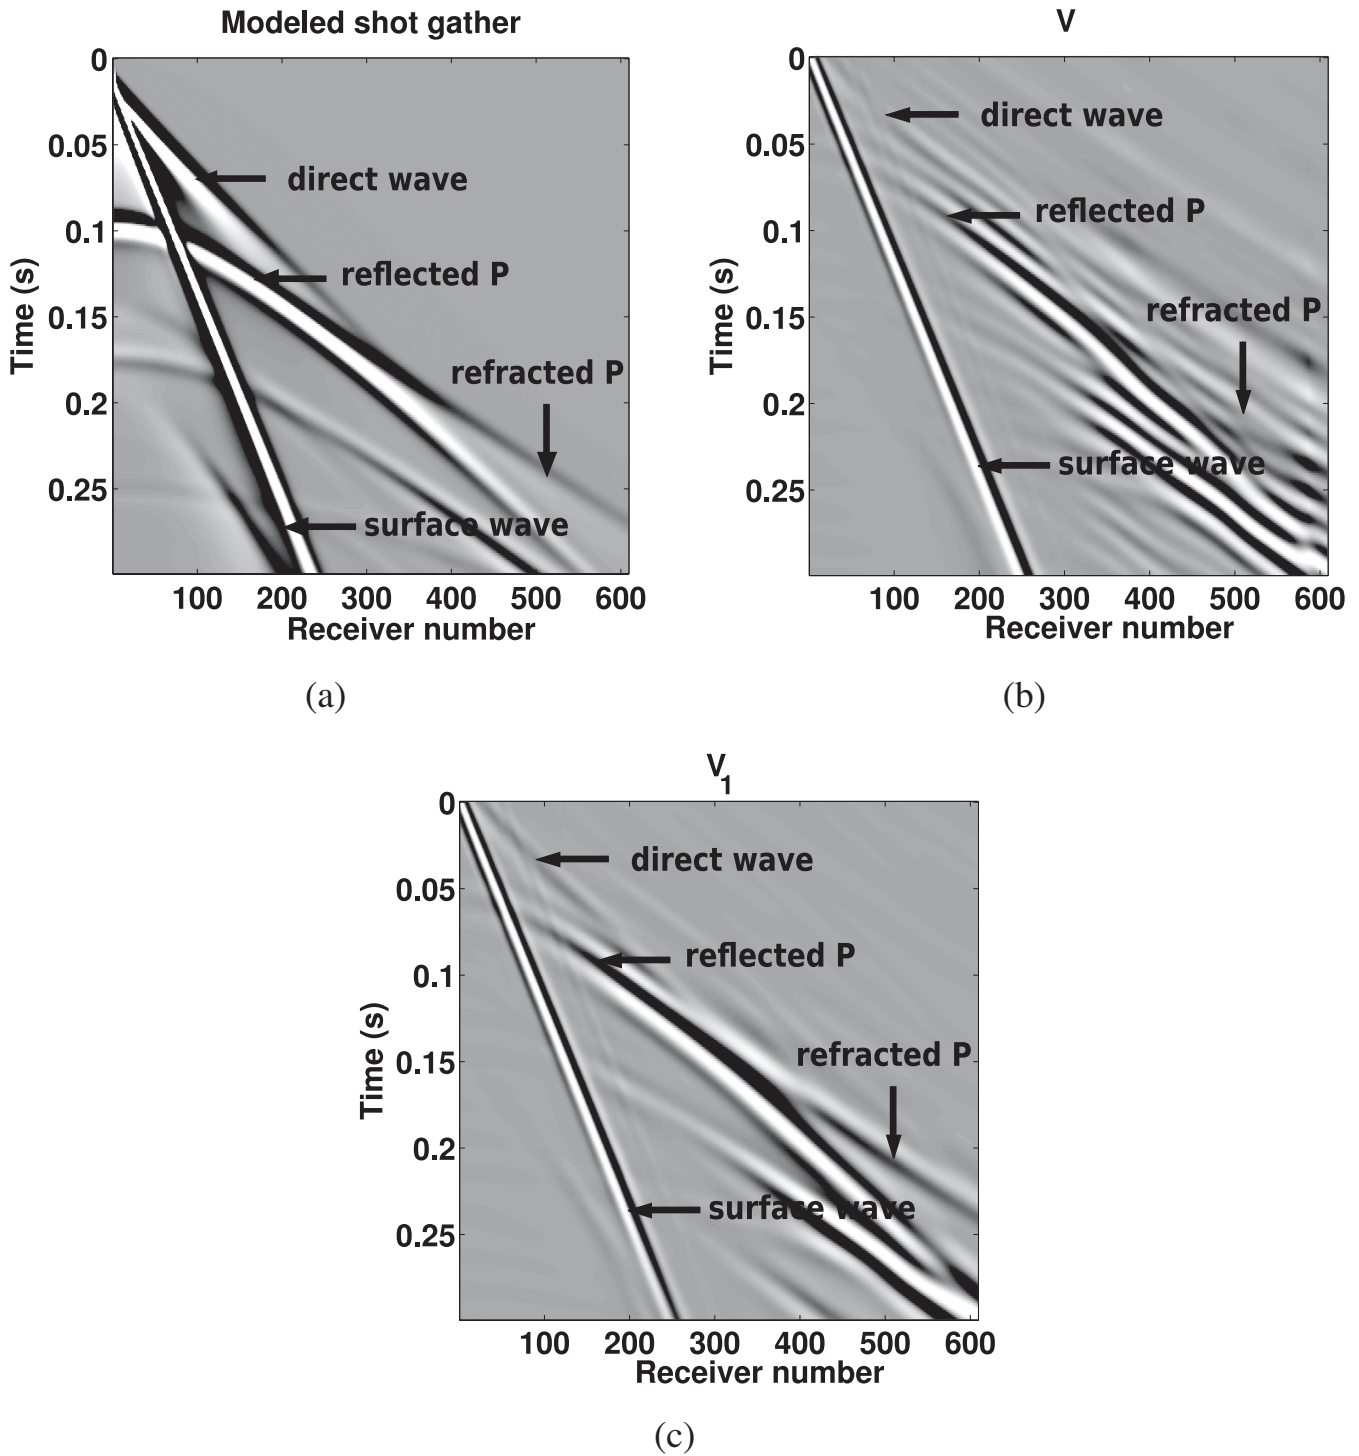 Modeled shot gather
0
0.05
0.1
0.15
0.2
0.25
Time (s)
direct wave
reflected P
refracted P
surface wave
100 200 300 400 500 600
Receiver number
(a)
V
0
0.05
0.1
0.15
0.2
0.25
Time (s)
direct wave
reflected P
refracted P
surface wave
100 200 300 400 500 600
Receiver number
(b)
V1
0
0.05
0.1
0.15
0.2
0.25
Time (s)
direct wave
reflected P
refracted P
surface wave
100 200 300 400 500 600
Receiver number
(c)